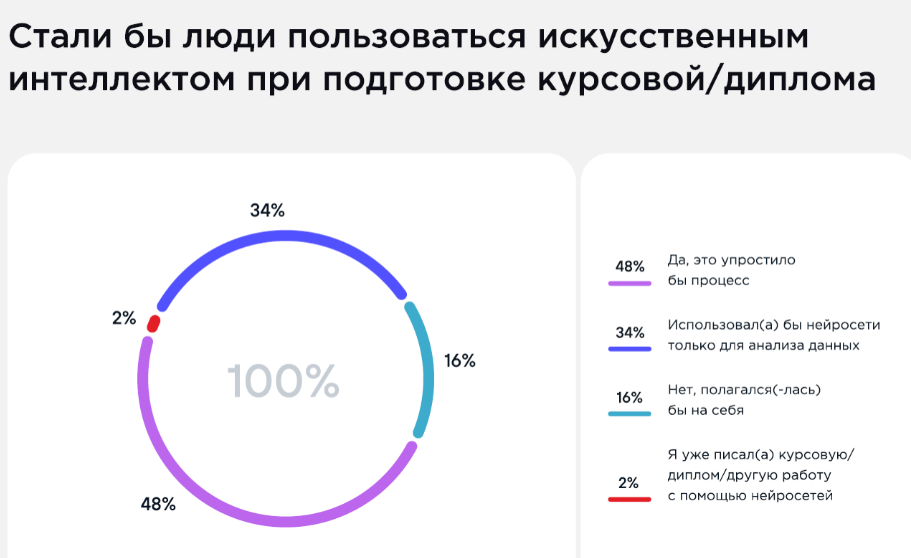 Стали бы люди пользоваться искусственным
интеллектом при подготовке курсовой/диплома
34%
2%
16%
100%
48%
48%
Да, это упростило
бы процесс
34%
Использовал(а) бы нейросети
только для анализа данных
16%
Нет, полагался(-лась)
бы на себя
2%
Я уже писал(а) курсовую/
диплом/другую работу
с помощью нейросетей